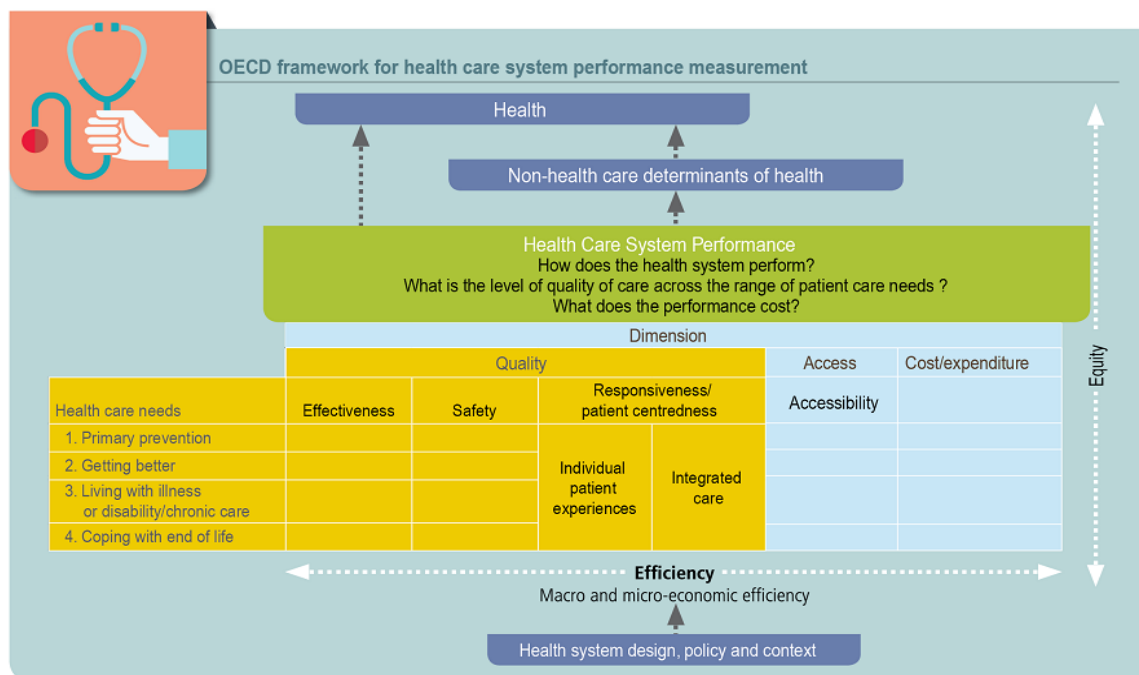 OECD framework for health care system performance measurement
Health
Non-health care determinants of health
Health Care System Performance
How does the health system perform?
What is the level of quality of care across the range of patient care needs ?
What does the performance cost?
Dimension
Quality
Access
Cost/expenditure
Health care needs
Effectiveness
Safety
Responsiveness/
patient centredness
Accessibility
1. Primary prevention
2. Getting better
3. Living with illness
or disability/chronic care
4. Coping with end of life
Individual
patient
experiences
Integrated
care
Equity
Efficiency
Macro and micro-economic efficiency
Health system design, policy and context